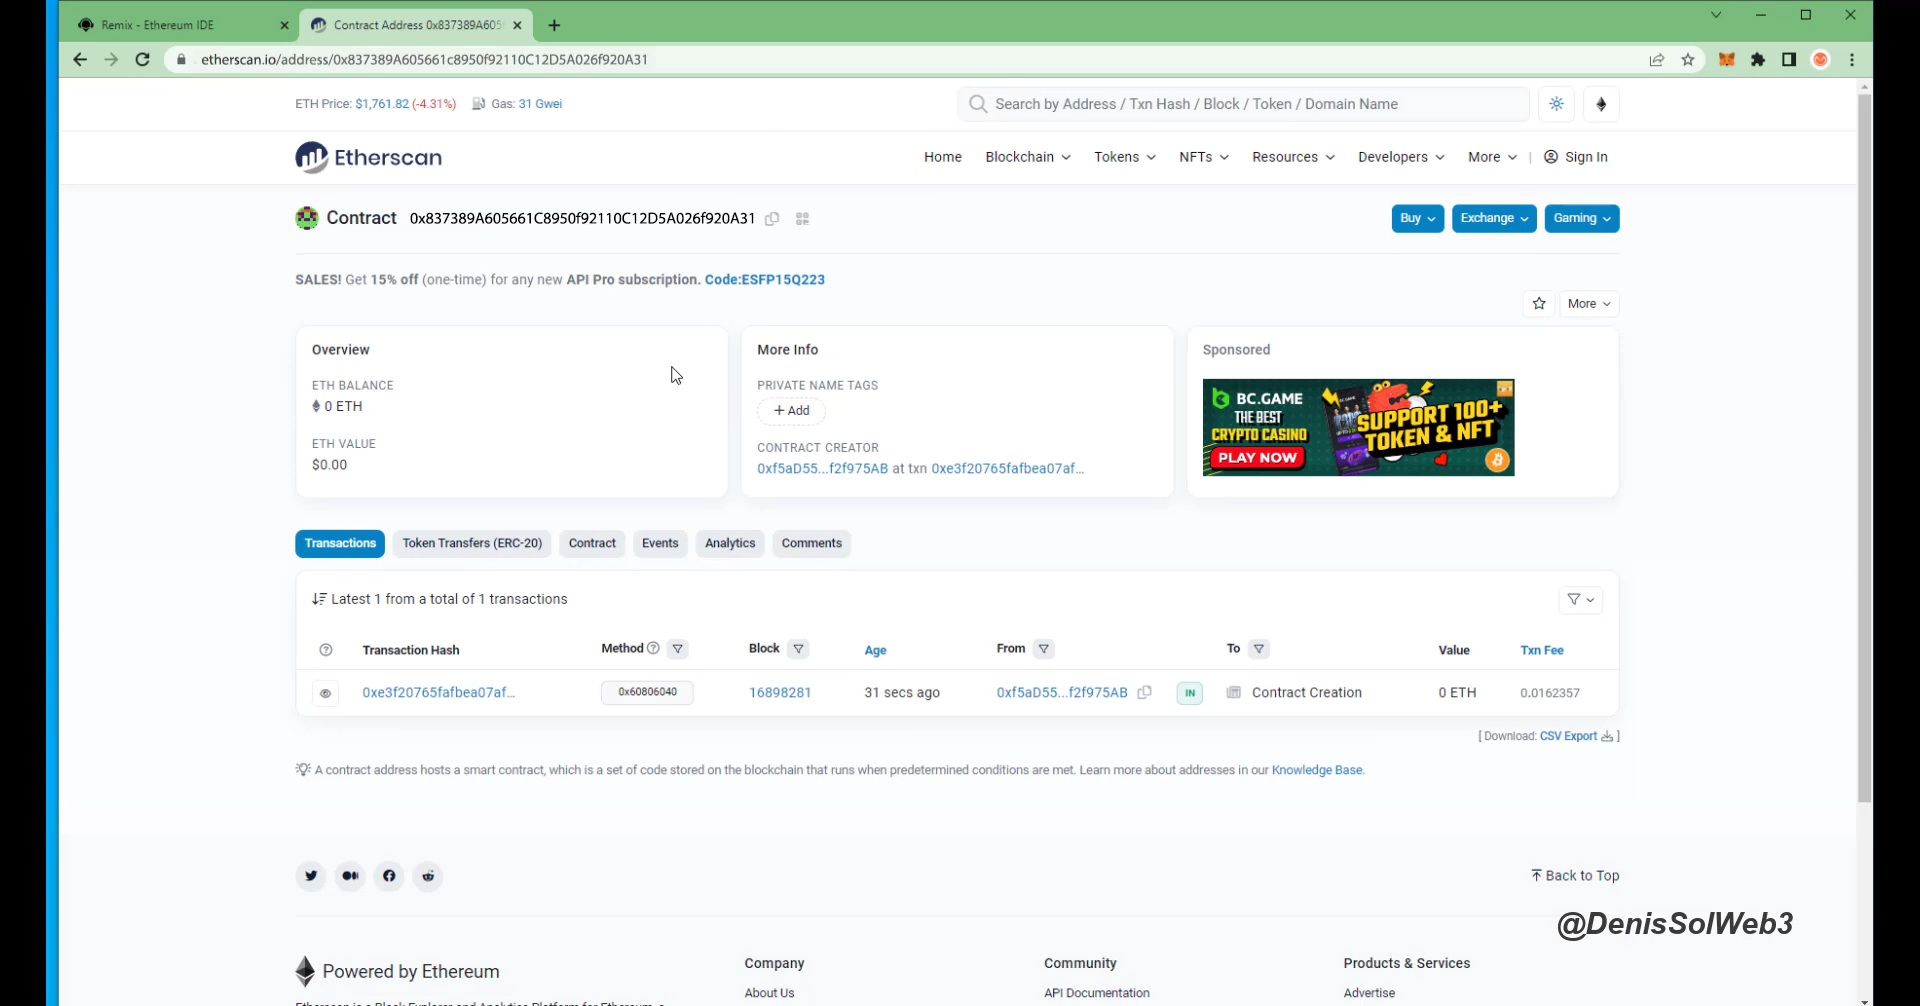 Remix - Ethereum IDE
Contract Address 0x837389A605
etherscan.io/address/0x837389A605661c8950f92110C12D5A026f920A31
ETH Price: $1,761.82 (-4.31%) Gas: 31 Gwei
Search by Address / Txn Hash / Block / Token / Domain Name
Etherscan
Home Blockchain Tokens NFTs Resources Developers More | Sign In
Contract 0x837389A605661C8950f92110C12D5A026f920A31
Buy Exchange Gaming
SALES! Get 15% off (one-time) for any new API Pro subscription. Code:ESFP15Q223
More
Overview
ETH BALANCE
0 ETH
ETH VALUE
$0.00
More Info
PRIVATE NAME TAGS
+ Add
CONTRACT CREATOR
0xf5aD55...f2f975AB at txn 0xe3f20765fafbea07af...
Sponsored
BC.GAME
THE BEST
CRYPTO CASINO
PLAY NOW
SUPPORT 100+
TOKEN & NFT
Transactions Token Transfers (ERC-20) Contract Events Analytics Comments
Latest 1 from a total of 1 transactions
Transaction Hash Method Block Age From To Value Txn Fee
0xe3f20765fafbea07af... 0x60806040 16898281 31 secs ago 0xf5aD55...f2f975AB IN Contract Creation 0 ETH 0.0162357
[ Download: CSV Export ]
A contract address hosts a smart contract, which is a set of code stored on the blockchain that runs when predetermined conditions are met. Learn more about addresses in our Knowledge Base.
Back to Top
@DenisSolWeb3
Powered by Ethereum
Company
About Us
Community
API Documentation
Products & Services
Advertise